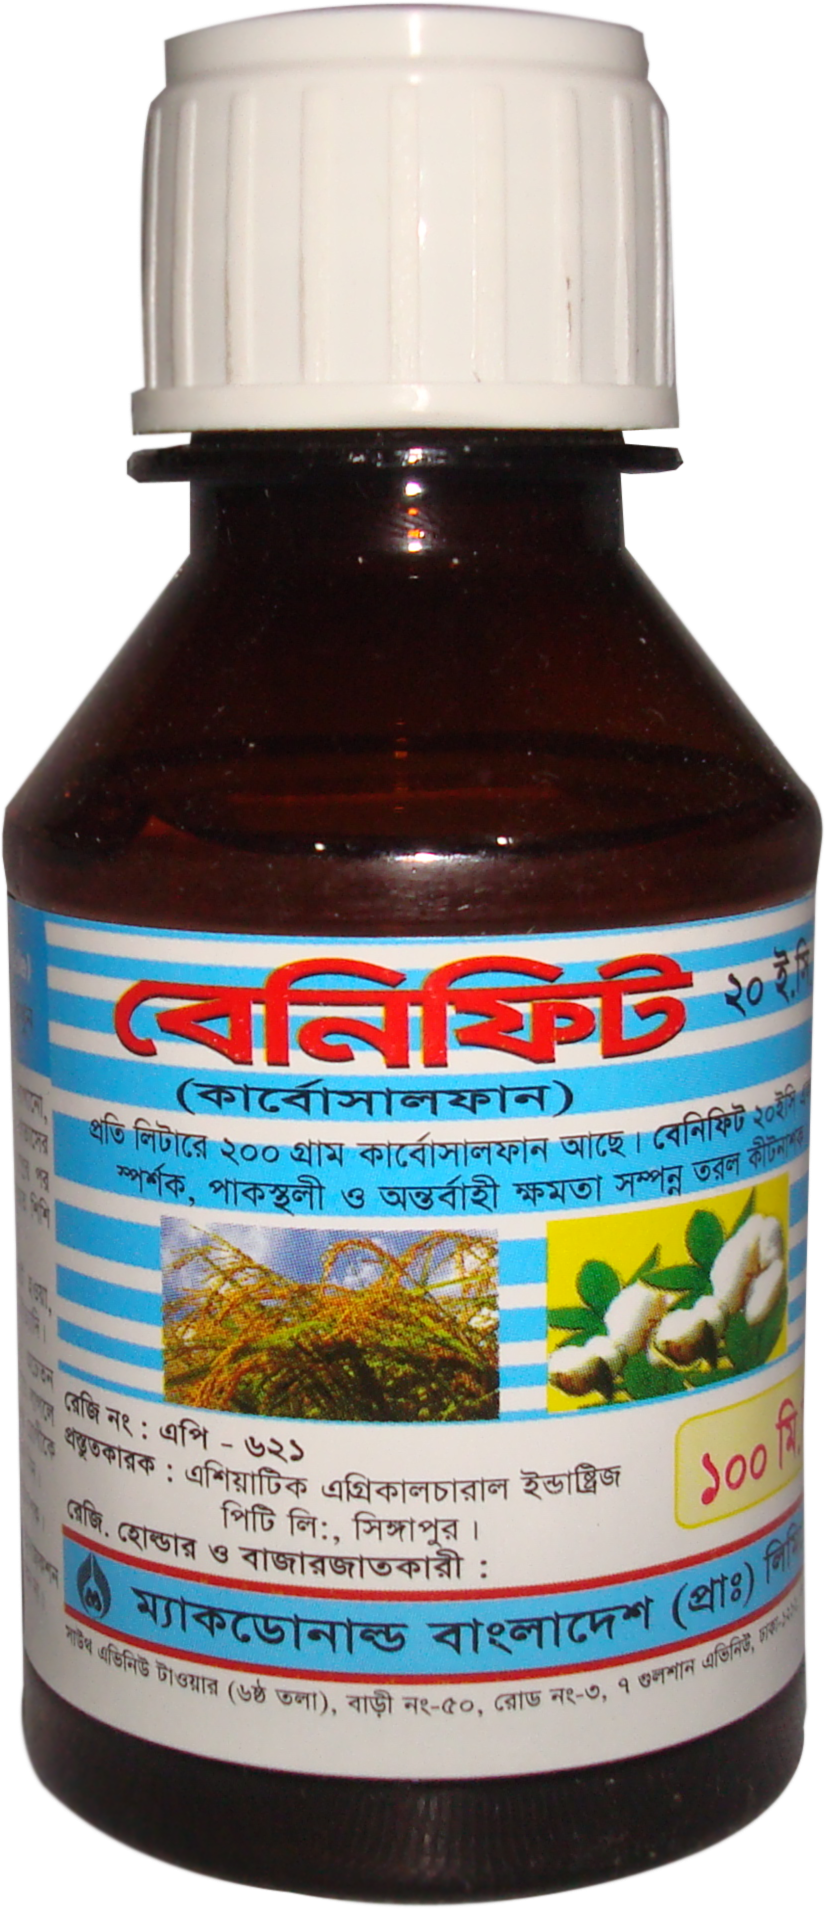 বেনিফিট ২০ ই.সি
(কার্বোসালফান)
প্রতি লিটারে ২০০ গ্রাম কার্বোসালফান আছে। বেনিফিট ২০ইসি
স্পর্শক, পাকস্থলী ও অন্তর্বাহী ক্ষমতা সম্পন্ন তরল কীটনাশক
রেজি নং : এপি - ৬২১
প্রস্তুতকারক : এশিয়াটিক এগ্রিকালচারাল ইন্ডাষ্ট্রিজ
পিটি লি:, সিঙ্গাপুর।
১০০ মি.
রেজি. হোল্ডার ও বাজারজাতকারী :
ম্যাকডোনাল্ড বাংলাদেশ (প্রাঃ)
সাউথ এভিনিউ টাওয়ার (৬ষ্ঠ তলা), বাড়ী নং-৫০, রোড নং-৩, ৭ গুলশান এভিনিউ,